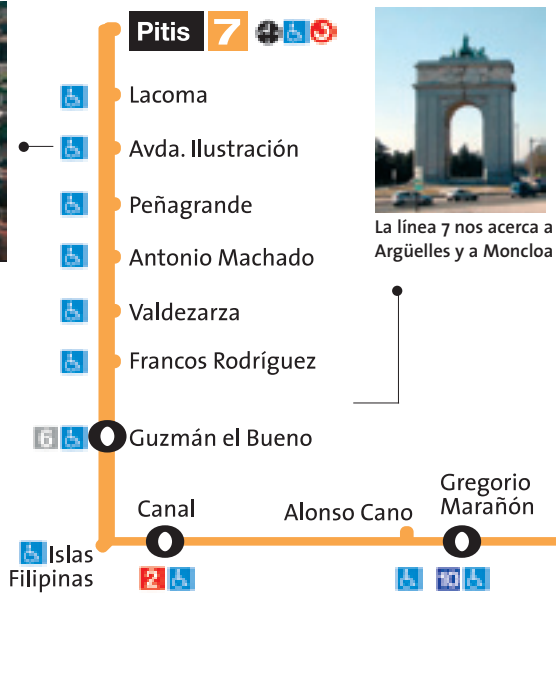 Pitis 7
Lacoma
Avda. Ilustración
Peñagrande
Antonio Machado
Valdezarza
Francos Rodríguez
6 Guzmán el Bueno
La línea 7 nos acerca a
Argüelles y a Moncloa
Islas
Filipinas
Canal
2
Alonso Cano
Gregorio
Marañón
10